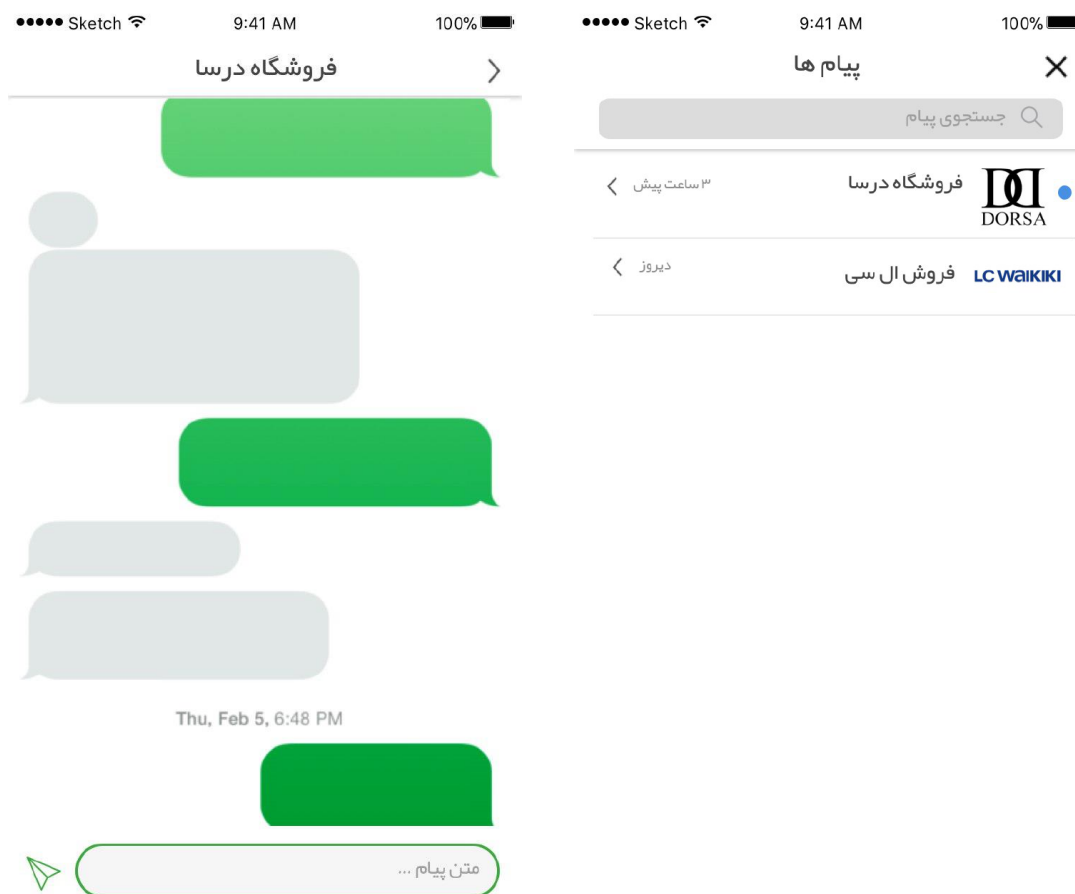 Sketch 9:41 AM 100%
فروشگاه درسا
Thu, Feb 5, 6:48 PM
متن پیام ...
Sketch 9:41 AM 100%
پیام ها
جستجوی پیام
فروشگاه درسا ۳ ساعت پیش
DORSA
LC WAIKIKI فروش ال سی دیروز